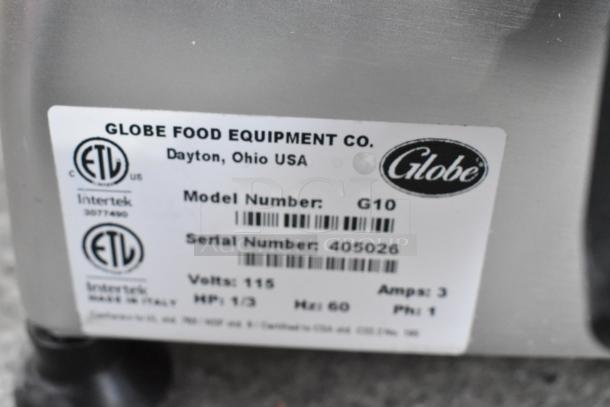 GLOBE FOOD EQUIPMENT CO.
Dayton, Ohio USA
Globe
C ETL US
Intertek
3077490
Model Number: G10
ETL
Serial Number: 405026
Intertek
MADE IN ITALY
Volts: 115 Amps: 3
HP: 1/3 Hz: 60 Ph: 1